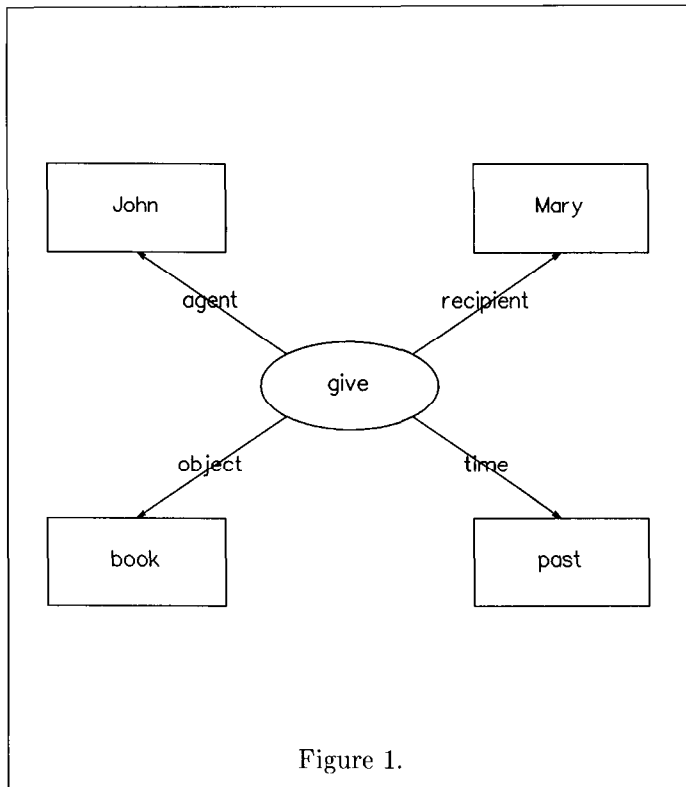 John
Mary
agent
recipient
give
object
time
book
past
Figure 1.